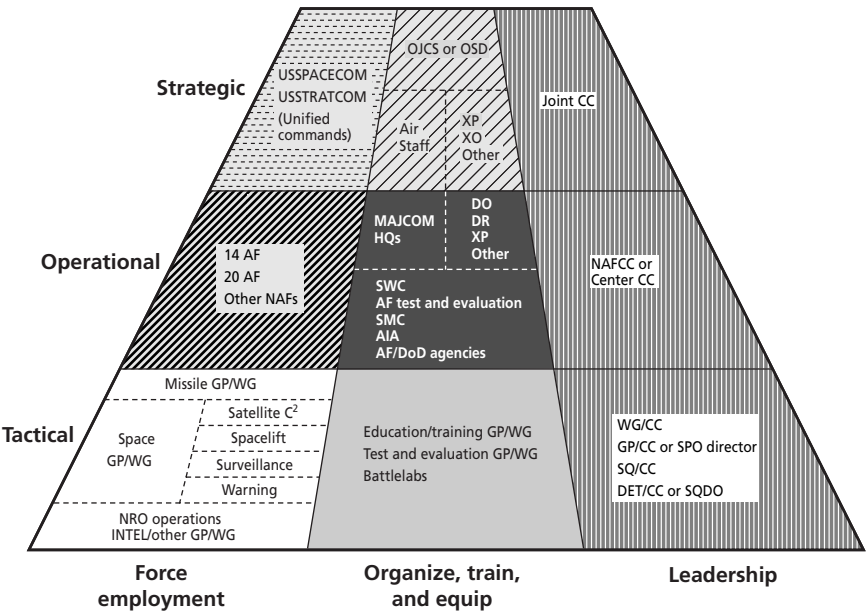 Strategic
USSPACECOM
USSTRATCOM
(Unified
commands)
OJCS or OSD
Air
Staff
XP
XO
Other
Joint CC
Operational
14 AF
20 AF
Other NAFs
MAJCOM
HQs
DO
DR
XP
Other
SWC
AF test and evaluation
SMC
AIA
AF/DoD agencies
NAFCC or
Center CC
Tactical
Missile GP/WG
Space
GP/WG
Satellite C²
Spacelift
Surveillance
Warning
NRO operations
INTEL/other GP/WG
Education/training GP/WG
Test and evaluation GP/WG
Battlelabs
WG/CC
GP/CC or SPO director
SQ/CC
DET/CC or SQDO
Force
employment
Organize, train,
and equip
Leadership